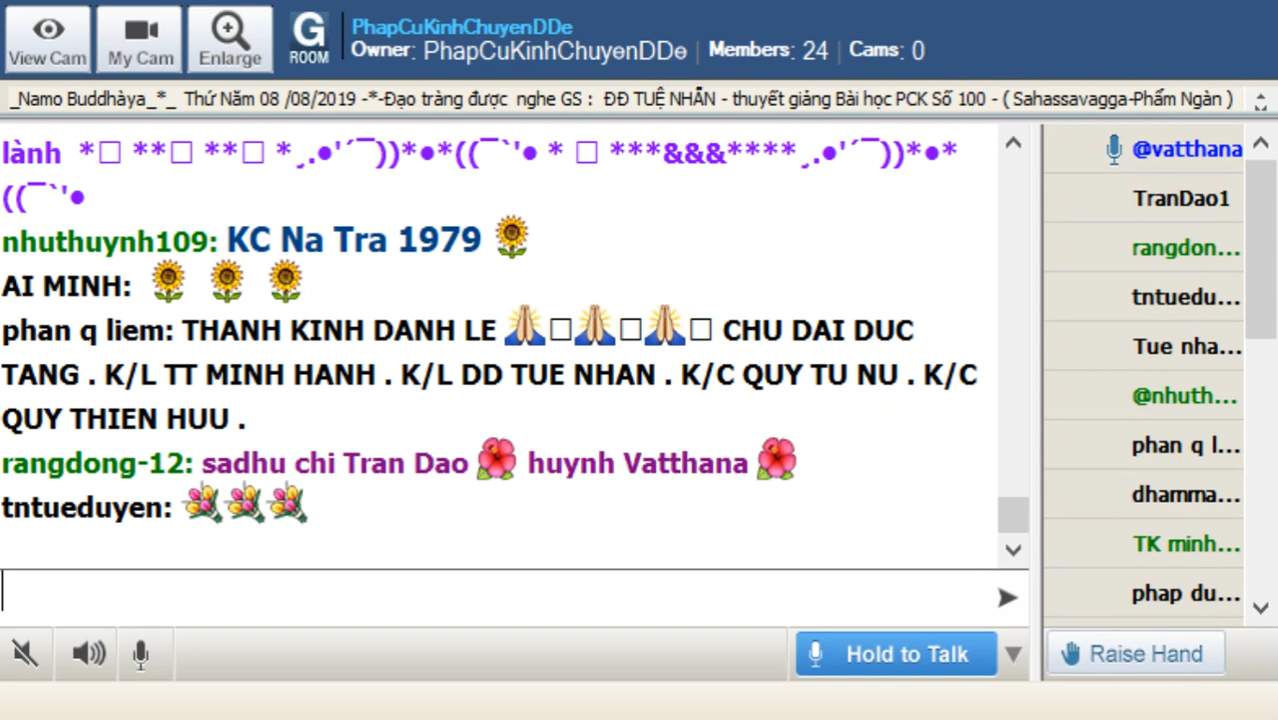 View Cam
My Cam
Enlarge
G ROOM
PhapCuKinhChuyenDDe
Owner: PhapCuKinhChuyenDDe | Members: 24 | Cams: 0
_Namo Buddhàya_*_ Thứ Năm 08 /08/2019 -*-Đạo tràng được nghe GS : ĐĐ TUỆ NHẪN - thuyết giảng Bài học PCK Số 100 - ( Sahassavagga-Phẩm Ngàn )
lành *□ **□ **□ *¸.●'´¯))*●*((¯`'● * □ ***&&&****¸.●'´¯))*●*
((¯`'●
nhuthuynh109: KC Na Tra 1979 🌻
AI MINH: 🌻 🌻 🌻
phan q liem: THANH KINH DANH LE 🙏□🙏□🙏□ CHU DAI DUC
TANG . K/L TT MINH HANH . K/L DD TUE NHAN . K/C QUY TU NU . K/C
QUY THIEN HUU .
rangdong-12: sadhu chi Tran Dao 🌺 huynh Vatthana 🌺
tntueduyen: 💐💐💐
@vatthana
TranDao1
rangdon...
tntuedu...
Tue nha...
@nhuth...
phan q l...
dhamma...
TK minh...
phap du...
Hold to Talk
Raise Hand